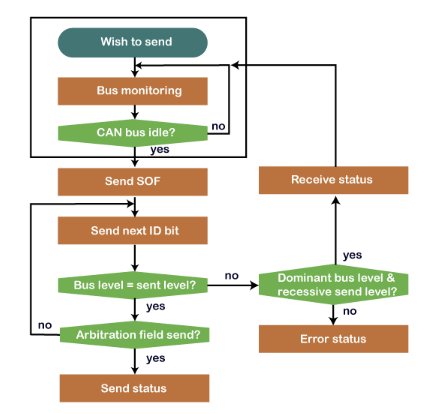 Wish to send
Bus monitoring
CAN bus idle?
no
yes
Send SOF
Receive status
Send next ID bit
Bus level = sent level?
no
Dominant bus level &
recessive send level?
yes
yes
no
no
Arbitration field send?
Error status
yes
Send status